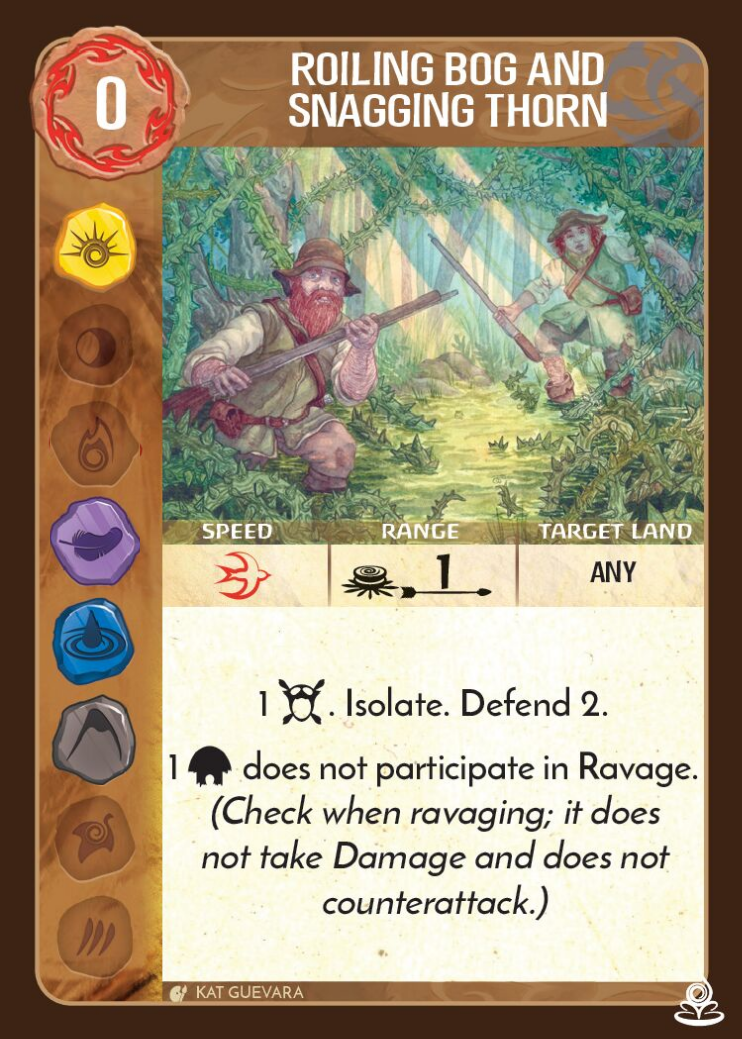 0
ROILING BOG AND
SNAGGING THORN
SPEED RANGE TARGET LAND
1 ANY
1 . Isolate. Defend 2.
1 does not participate in Ravage.
(Check when ravaging; it does
not take Damage and does not
counterattack.)
KAT GUEVARA